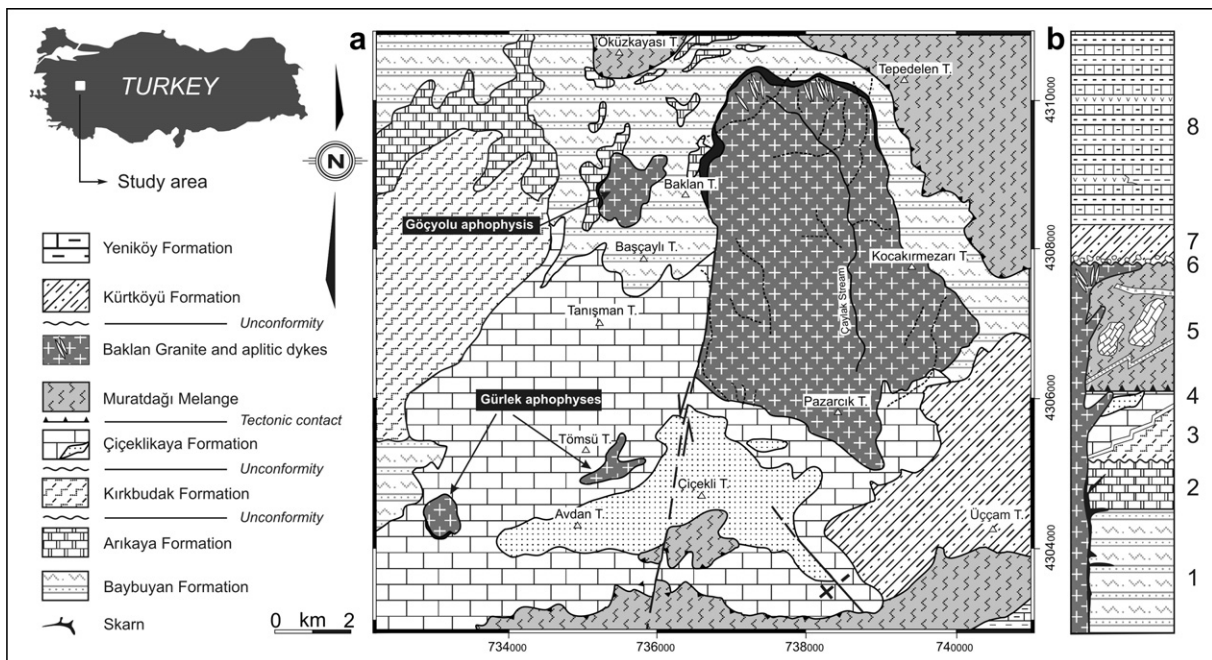 TURKEY
Study area
N
Yeniköy Formation
Kürtköyü Formation
Unconformity
Baklan Granite and aplitic dykes
Muratdağı Melange
Tectonic contact
Çiçeklikaya Formation
Unconformity
Kırkbudak Formation
Unconformity
Arıkaya Formation
Baybuyan Formation
Skarn
0 km 2
a
Öküzkayası T.
Tepedelen T.
Baklan T.
Göçyolu aphophysis
Başçaylı T.
Kocakırmezarı T.
Çaylak Stream
Tanışman T.
Gürlek aphophyses
Pazarcık T.
Tömsü T.
Çiçekli T.
Avdan T.
Üççam T.
734000
736000
738000
740000
4310000
4308000
4306000
4304000
b
8
7
6
5
4
3
2
1